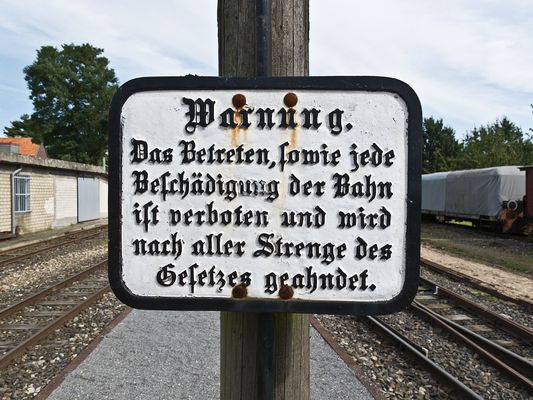 Warnung.
Das Betreten, ſowie jede
Beſchädigung der Bahn
iſt verboten und wird
nach aller Strenge des
Geſetzes geahndet.